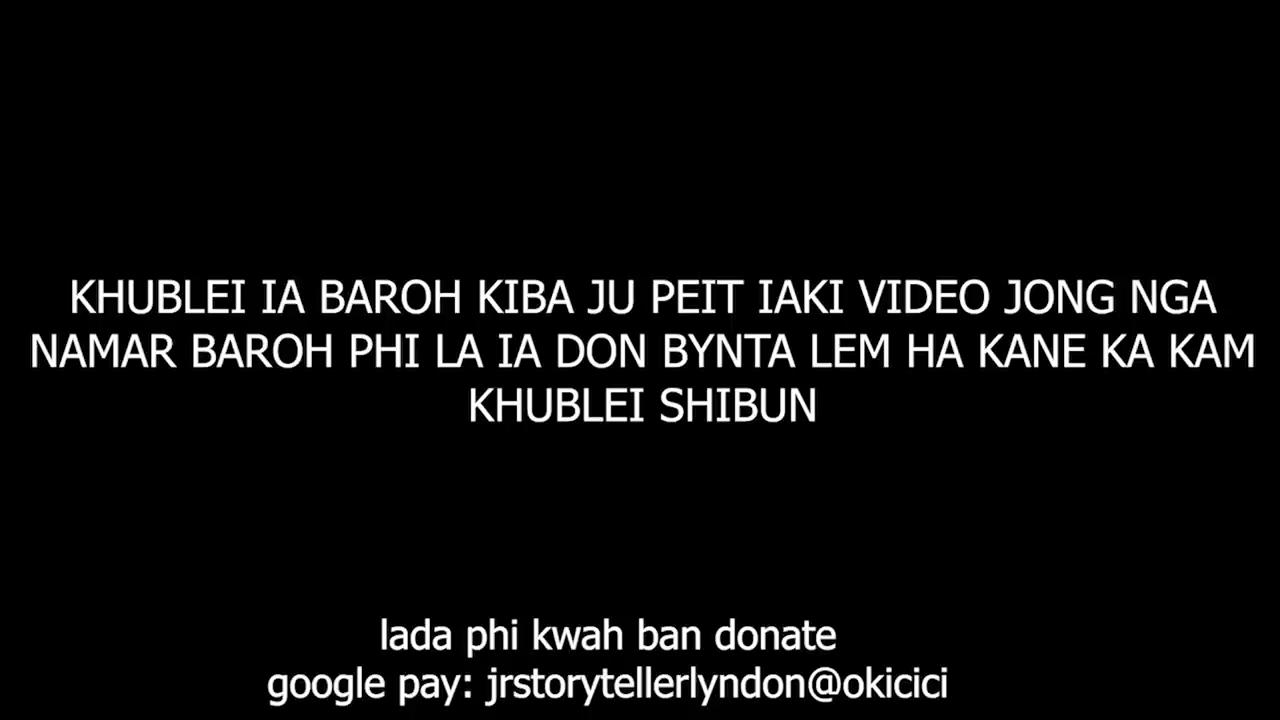 KHUBLEI IA BAROH KIBA JU PEIT IAKI VIDEO JONG NGA
NAMAR BAROH PHI LA IA DON BYNTA LEM HA KANE KA KAM
KHUBLEI SHIBUN
lada phi kwah ban donate
google pay: jrstorytellerlyndon@okicici